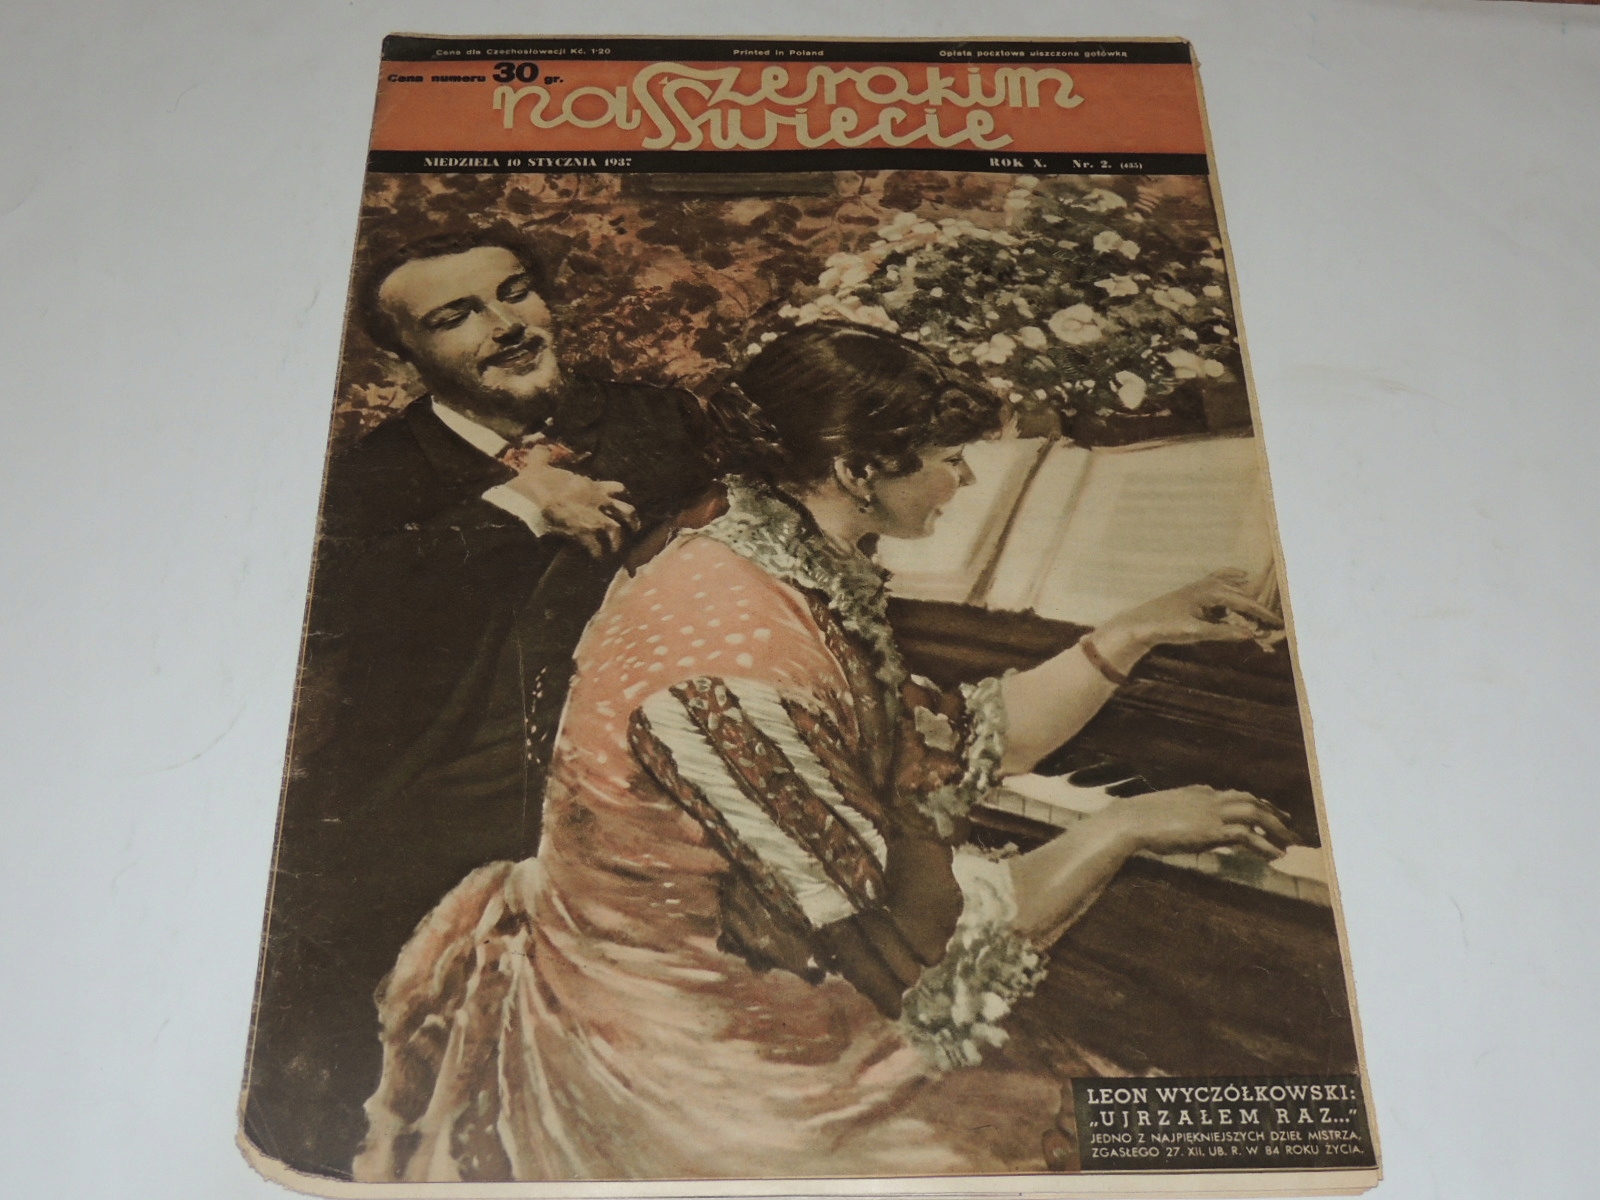 Cena dla Czechosłowacji Kč. 1·20 Printed in Poland Opłata pocztowa uiszczona gotówką
Cena numeru 30 gr.
na Szerokim
Świecie
NIEDZIELA 10 STYCZNIA 1937 ROK X. Nr. 2. (455)
LEON WYCZÓŁKOWSKI:
„UJRZAŁEM RAZ..."
JEDNO Z NAJPIĘKNIEJSZYCH DZIEŁ MISTRZA,
ZGASŁEGO 27. XII. UB. R. W 84 ROKU ŻYCIA.